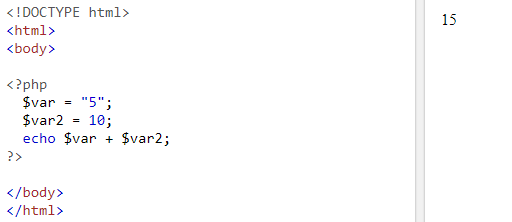 <!DOCTYPE html>
<html>
<body>
<?php
$var = "5";
$var2 = 10;
echo $var + $var2;
?>
</body>
</html>
15